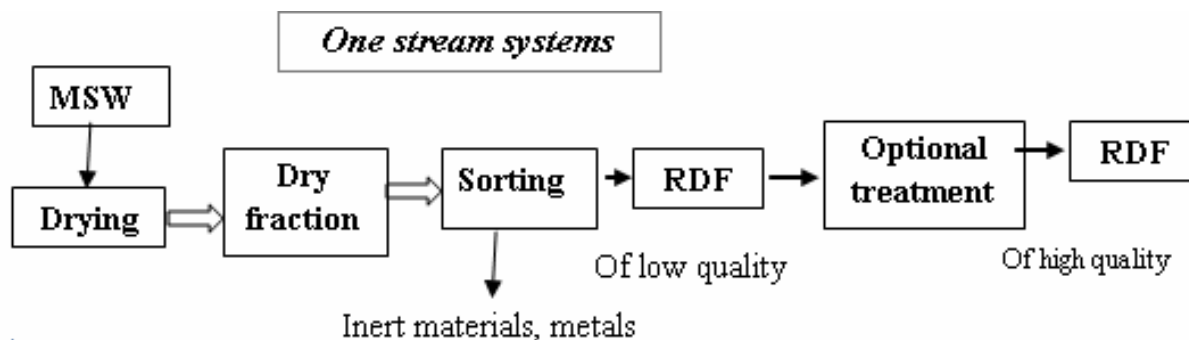 One stream systems
MSW
Drying
Dry
fraction
Sorting
RDF
Optional
treatment
RDF
Of low quality
Of high quality
Inert materials, metals